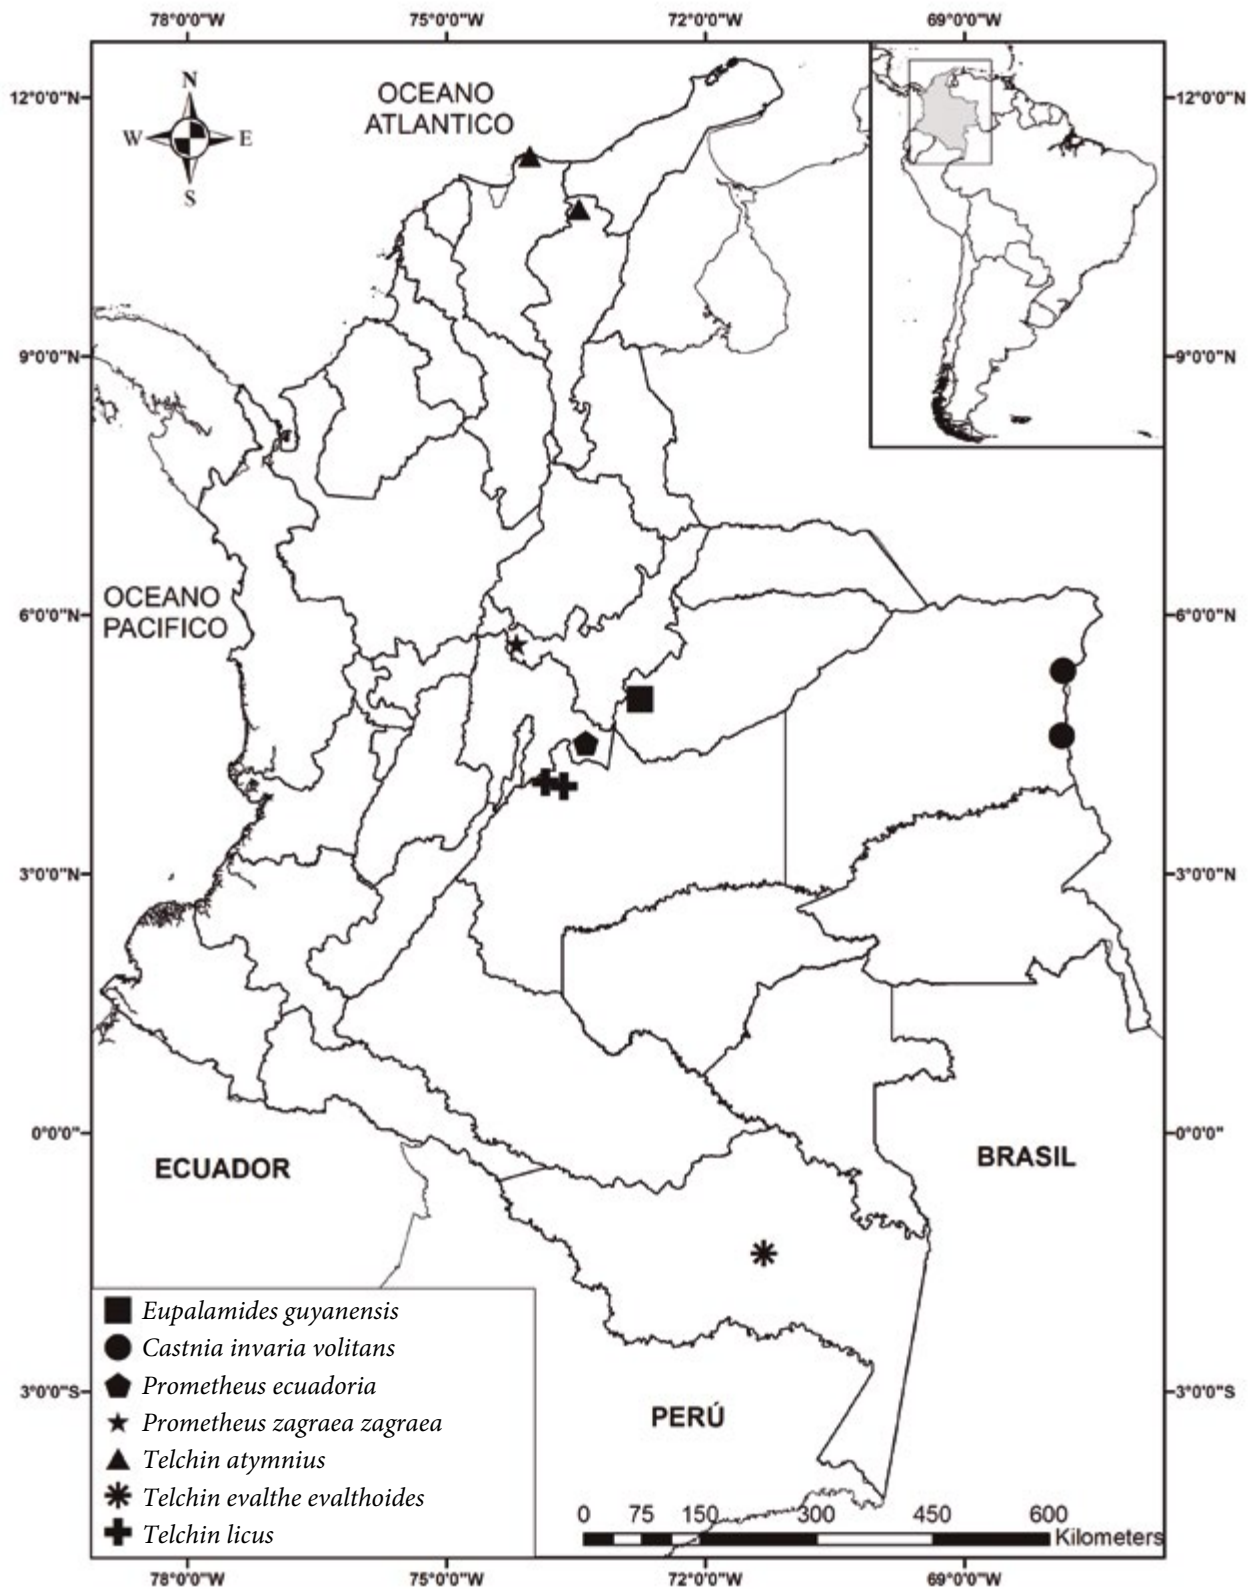 78°0'0"W 75°0'0"W 72°0'0"W 69°0'0"W
12°0'0"N 12°0'0"N
N
W E
S
OCEANO
ATLANTICO
9°0'0"N 9°0'0"N
OCEANO
PACIFICO
6°0'0"N 6°0'0"N
3°0'0"N 3°0'0"N
0°0'0" 0°0'0"
ECUADOR
BRASIL
Eupalamides guyanensis
Castnia invaria volitans
Prometheus ecuadoria
3°0'0"S 3°0'0"S
PERÚ
Prometheus zagraea zagraea
Telchin atymnius
Telchin evalthe evalthoides
Telchin licus
0 75 150 300 450 600
Kilometers
78°0'0"W 75°0'0"W 72°0'0"W 69°0'0"W